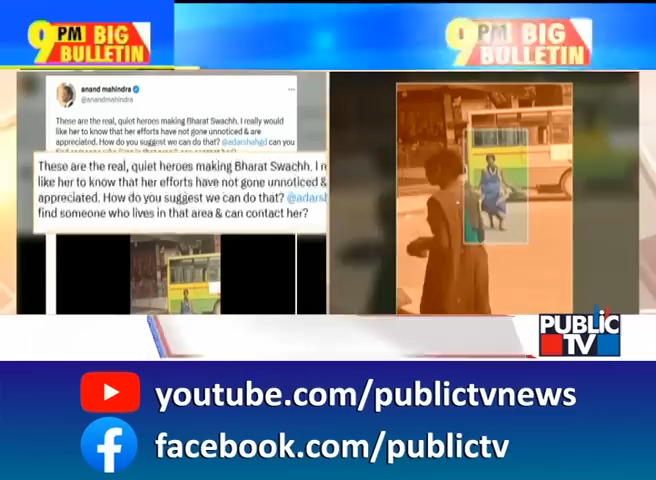 9 PM BIG BULLETIN
9 PM BIG BULLETIN
anand mahindra
@anandmahindra
These are the real, quiet heroes making Bharat Swachh. I really would
like her to know that her efforts have not gone unnoticed & are
appreciated. How do you suggest we can do that? @adarshahgd can you
These are the real, quiet heroes making Bharat Swachh. I r
like her to know that her efforts have not gone unnoticed &
appreciated. How do you suggest we can do that? @adarsh
find someone who lives in that area & can contact her?
PUBLiC
TV
youtube.com/publictvnews
facebook.com/publictv